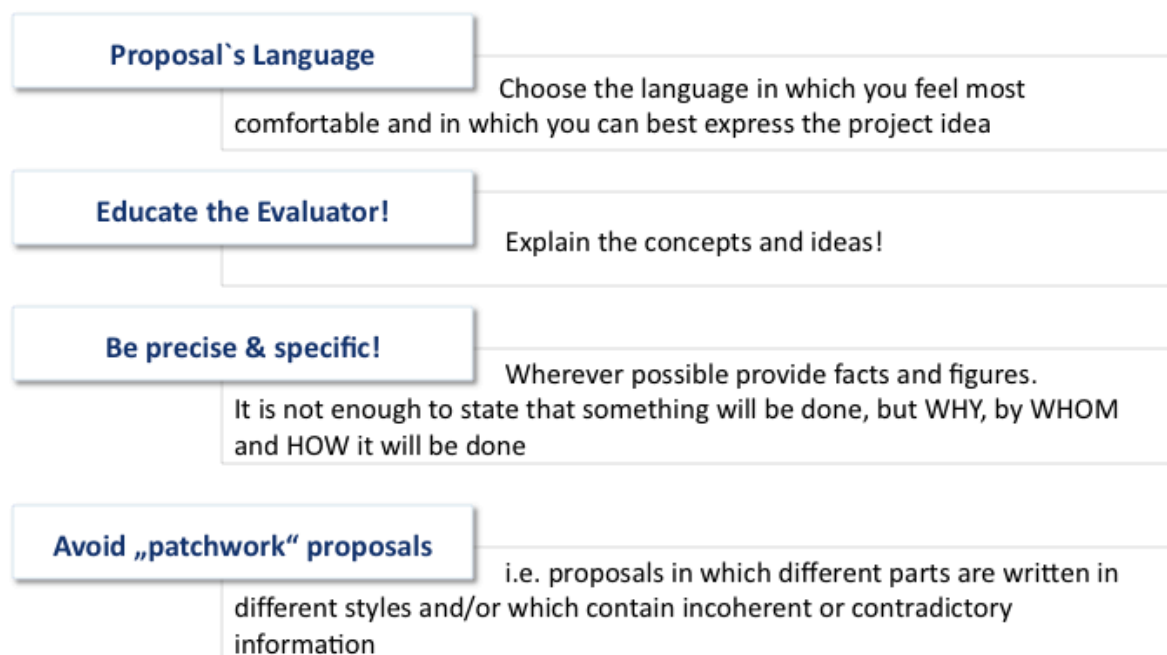 Proposal`s Language
Choose the language in which you feel most
comfortable and in which you can best express the project idea
Educate the Evaluator!
Explain the concepts and ideas!
Be precise & specific!
Wherever possible provide facts and figures.
It is not enough to state that something will be done, but WHY, by WHOM
and HOW it will be done
Avoid „patchwork“ proposals
i.e. proposals in which different parts are written in
different styles and/or which contain incoherent or contradictory
information